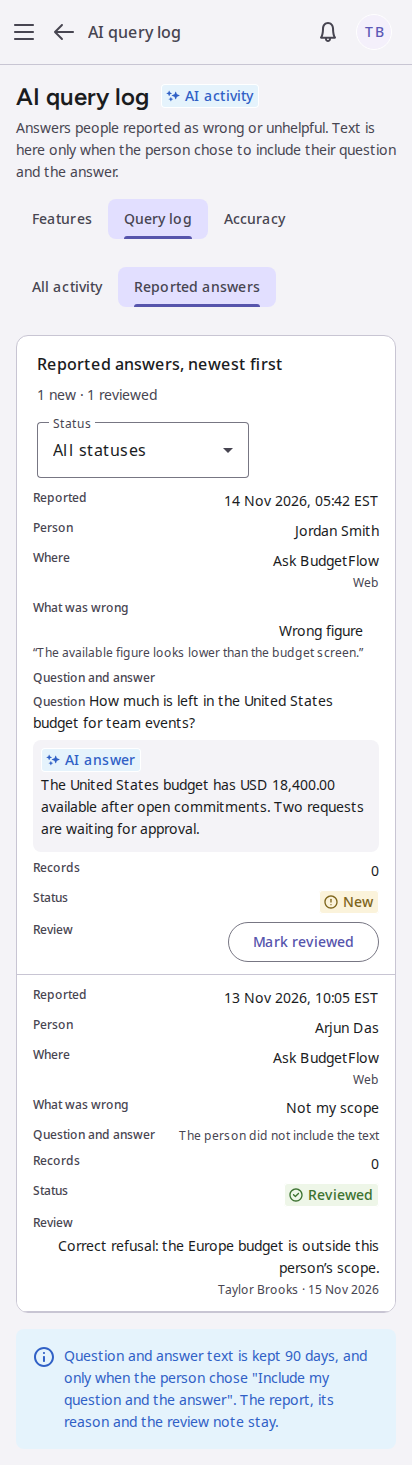 AI query log
TB
AI query log
AI activity
Answers people reported as wrong or unhelpful. Text is
here only when the person chose to include their question
and the answer.
Features
Query log
Accuracy
All activity
Reported answers
Reported answers, newest first
1 new · 1 reviewed
Status
All statuses
Reported
14 Nov 2026, 05:42 EST
Person
Jordan Smith
Where
Ask BudgetFlow
Web
What was wrong
Wrong figure
“The available figure looks lower than the budget screen.”
Question and answer
Question How much is left in the United States
budget for team events?
AI answer
The United States budget has USD 18,400.00
available after open commitments. Two requests
are waiting for approval.
Records
0
Status
New
Review
Mark reviewed
Reported
13 Nov 2026, 10:05 EST
Person
Arjun Das
Where
Ask BudgetFlow
Web
What was wrong
Not my scope
Question and answer
The person did not include the text
Records
0
Status
Reviewed
Review
Correct refusal: the Europe budget is outside this
person’s scope.
Taylor Brooks · 15 Nov 2026
Question and answer text is kept 90 days, and
only when the person chose "Include my
question and the answer". The report, its
reason and the review note stay.